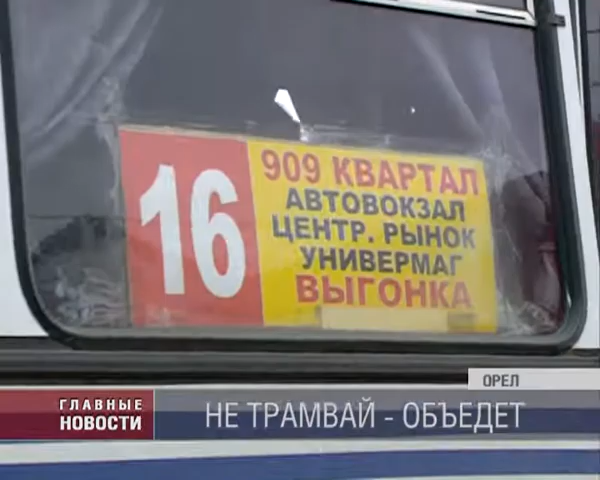 16
909 КВАРТАЛ
АВТОВОКЗАЛ
ЦЕНТР. РЫНОК
УНИВЕРМАГ
ВЫГОНКА
ОРЕЛ
ГЛАВНЫЕ
НОВОСТИ
НЕ ТРАМВАЙ - ОБЪЕДЕТ